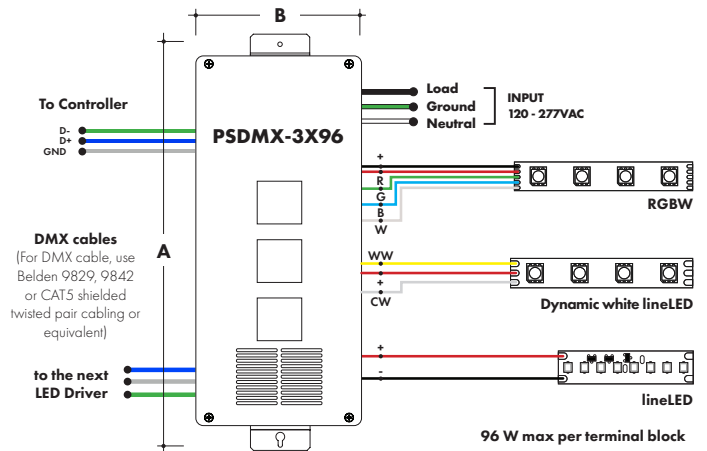 B
To Controller
D-
D+
GND
PSDMX-3X96
Load
Ground
Neutral
INPUT
120 - 277VAC
+
R
G
B
W
RGBW
A
DMX cables
(For DMX cable, use
Belden 9829, 9842
or CAT5 shielded
twisted pair cabling or
equivalent)
WW
+
CW
Dynamic white lineLED
to the next
LED Driver
+
-
lineLED
96 W max per terminal block